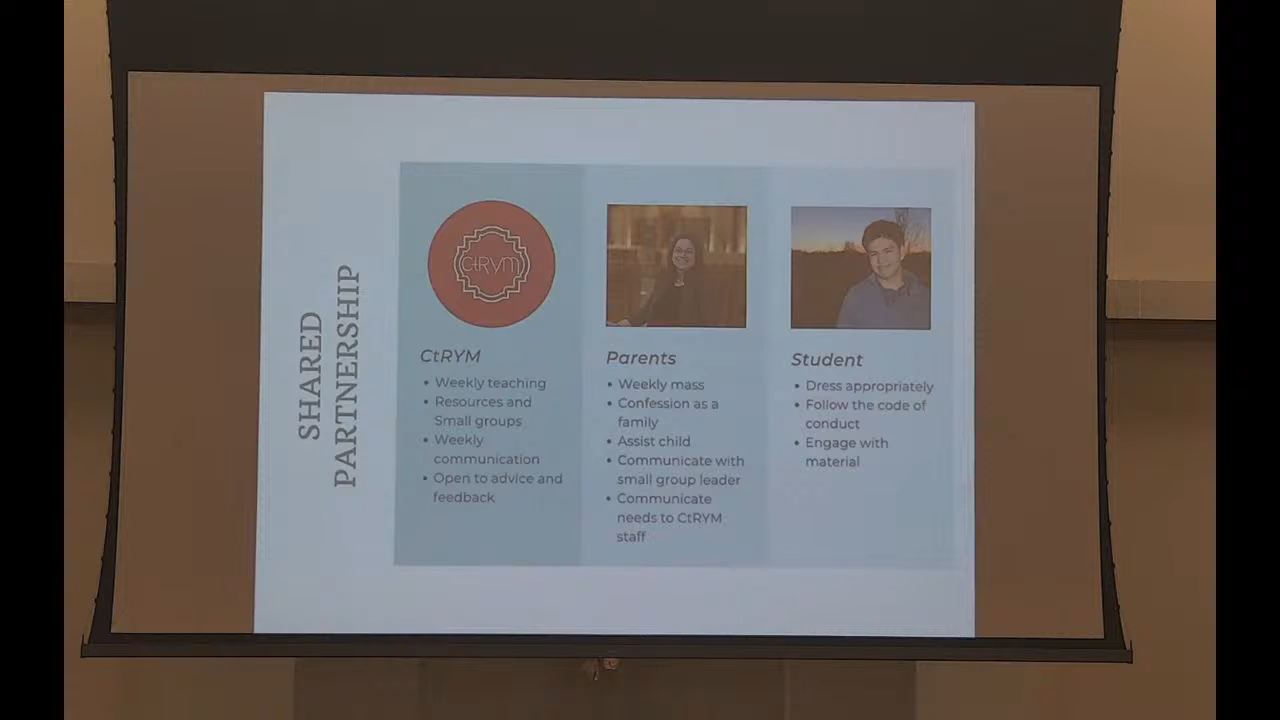 SHARED
PARTNERSHIP
CtRYM
CtRYM
• Weekly teaching
• Resources and
Small groups
• Weekly
communication
• Open to advice and
feedback
Parents
• Weekly mass
• Confession as a
family
• Assist child
• Communicate with
small group leader
• Communicate
needs to CtRYM
staff
Student
• Dress appropriately
• Follow the code of
conduct
• Engage with
material